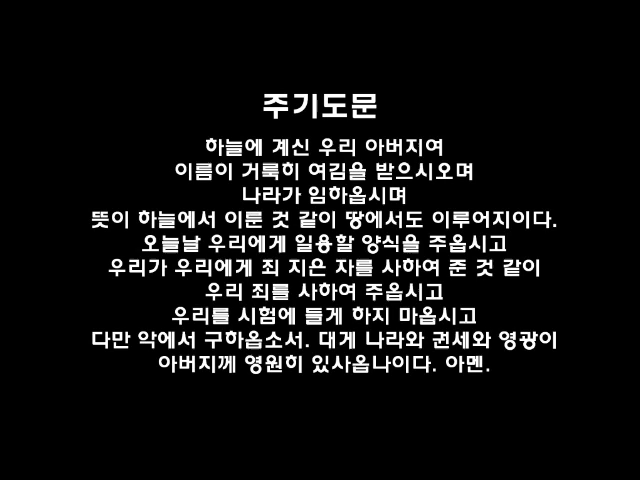 주기도문
하늘에 계신 우리 아버지여
이름이 거룩히 여김을 받으시오며
나라가 임하옵시며
뜻이 하늘에서 이룬 것 같이 땅에서도 이루어지이다.
오늘날 우리에게 일용할 양식을 주옵시고
우리가 우리에게 죄 지은 자를 사하여 준 것 같이
우리 죄를 사하여 주옵시고
우리를 시험에 들게 하지 마옵시고
다만 악에서 구하옵소서. 대게 나라와 권세와 영광이
아버지께 영원히 있사옵나이다. 아멘.